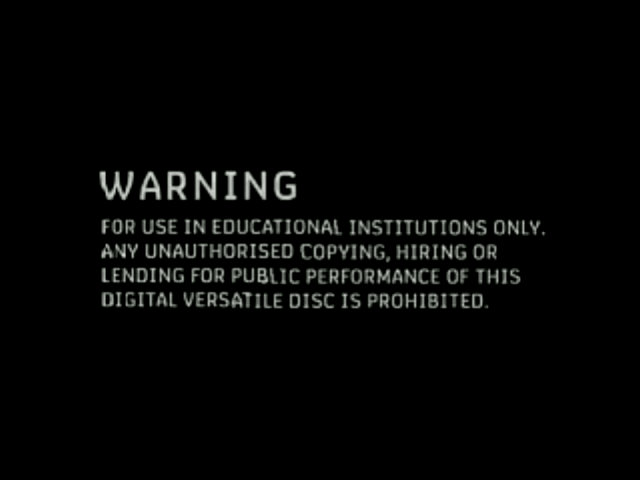 WARNING
FOR USE IN EDUCATIONAL INSTITUTIONS ONLY.
ANY UNAUTHORISED COPYING, HIRING OR
LENDING FOR PUBLIC PERFORMANCE OF THIS
DIGITAL VERSATILE DISC IS PROHIBITED.